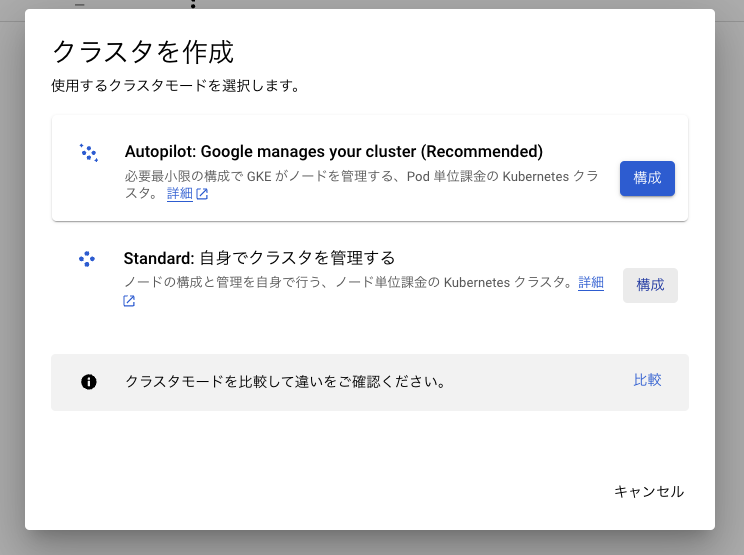 クラスタを作成
使用するクラスタモードを選択します。
Autopilot: Google manages your cluster (Recommended)
必要最小限の構成で GKE がノードを管理する、Pod 単位課金の Kubernetes クラ
スタ。 詳細
構成
Standard: 自身でクラスタを管理する
ノードの構成と管理を自身で行う、ノード単位課金の Kubernetes クラスタ。詳細
構成
クラスタモードを比較して違いをご確認ください。
比較
キャンセル